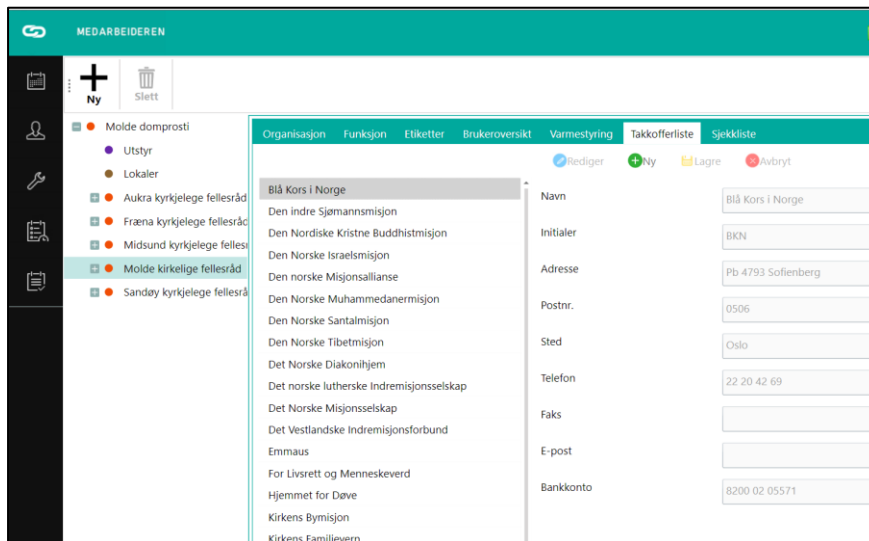 MEDARBEIDEREN
Ny
Slett
Molde domprosti
Utstyr
Lokaler
Aukra kyrkjelege fellesråd
Fræna kyrkjelege fellesråd
Midsund kyrkjelege fellesr
Molde kirkelige fellesråd
Sandøy kyrkjelege fellesrå
Organisasjon Funksjon Etiketter Brukeroversikt Varmestyring Takkofferliste Sjekkliste
Rediger Ny Lagre Avbryt
Blå Kors i Norge
Den indre Sjømannsmisjon
Den Nordiske Kristne Buddhistmisjon
Den Norske Israelsmisjon
Den norske Misjonsallianse
Den Norske Muhammedanermisjon
Den Norske Santalmisjon
Den Norske Tibetmisjon
Det Norske Diakonihjem
Det norske lutherske Indremisjonsselskap
Det Norske Misjonsselskap
Det Vestlandske Indremisjonsforbund
Emmaus
For Livsrett og Menneskeverd
Hjemmet for Døve
Kirkens Bymisjon
Kirkens Familievern
Navn Blå Kors i Norge
Initialer BKN
Adresse Pb 4793 Sofienberg
Postnr. 0506
Sted Oslo
Telefon 22 20 42 69
Faks
E-post
Bankkonto 8200 02 05571